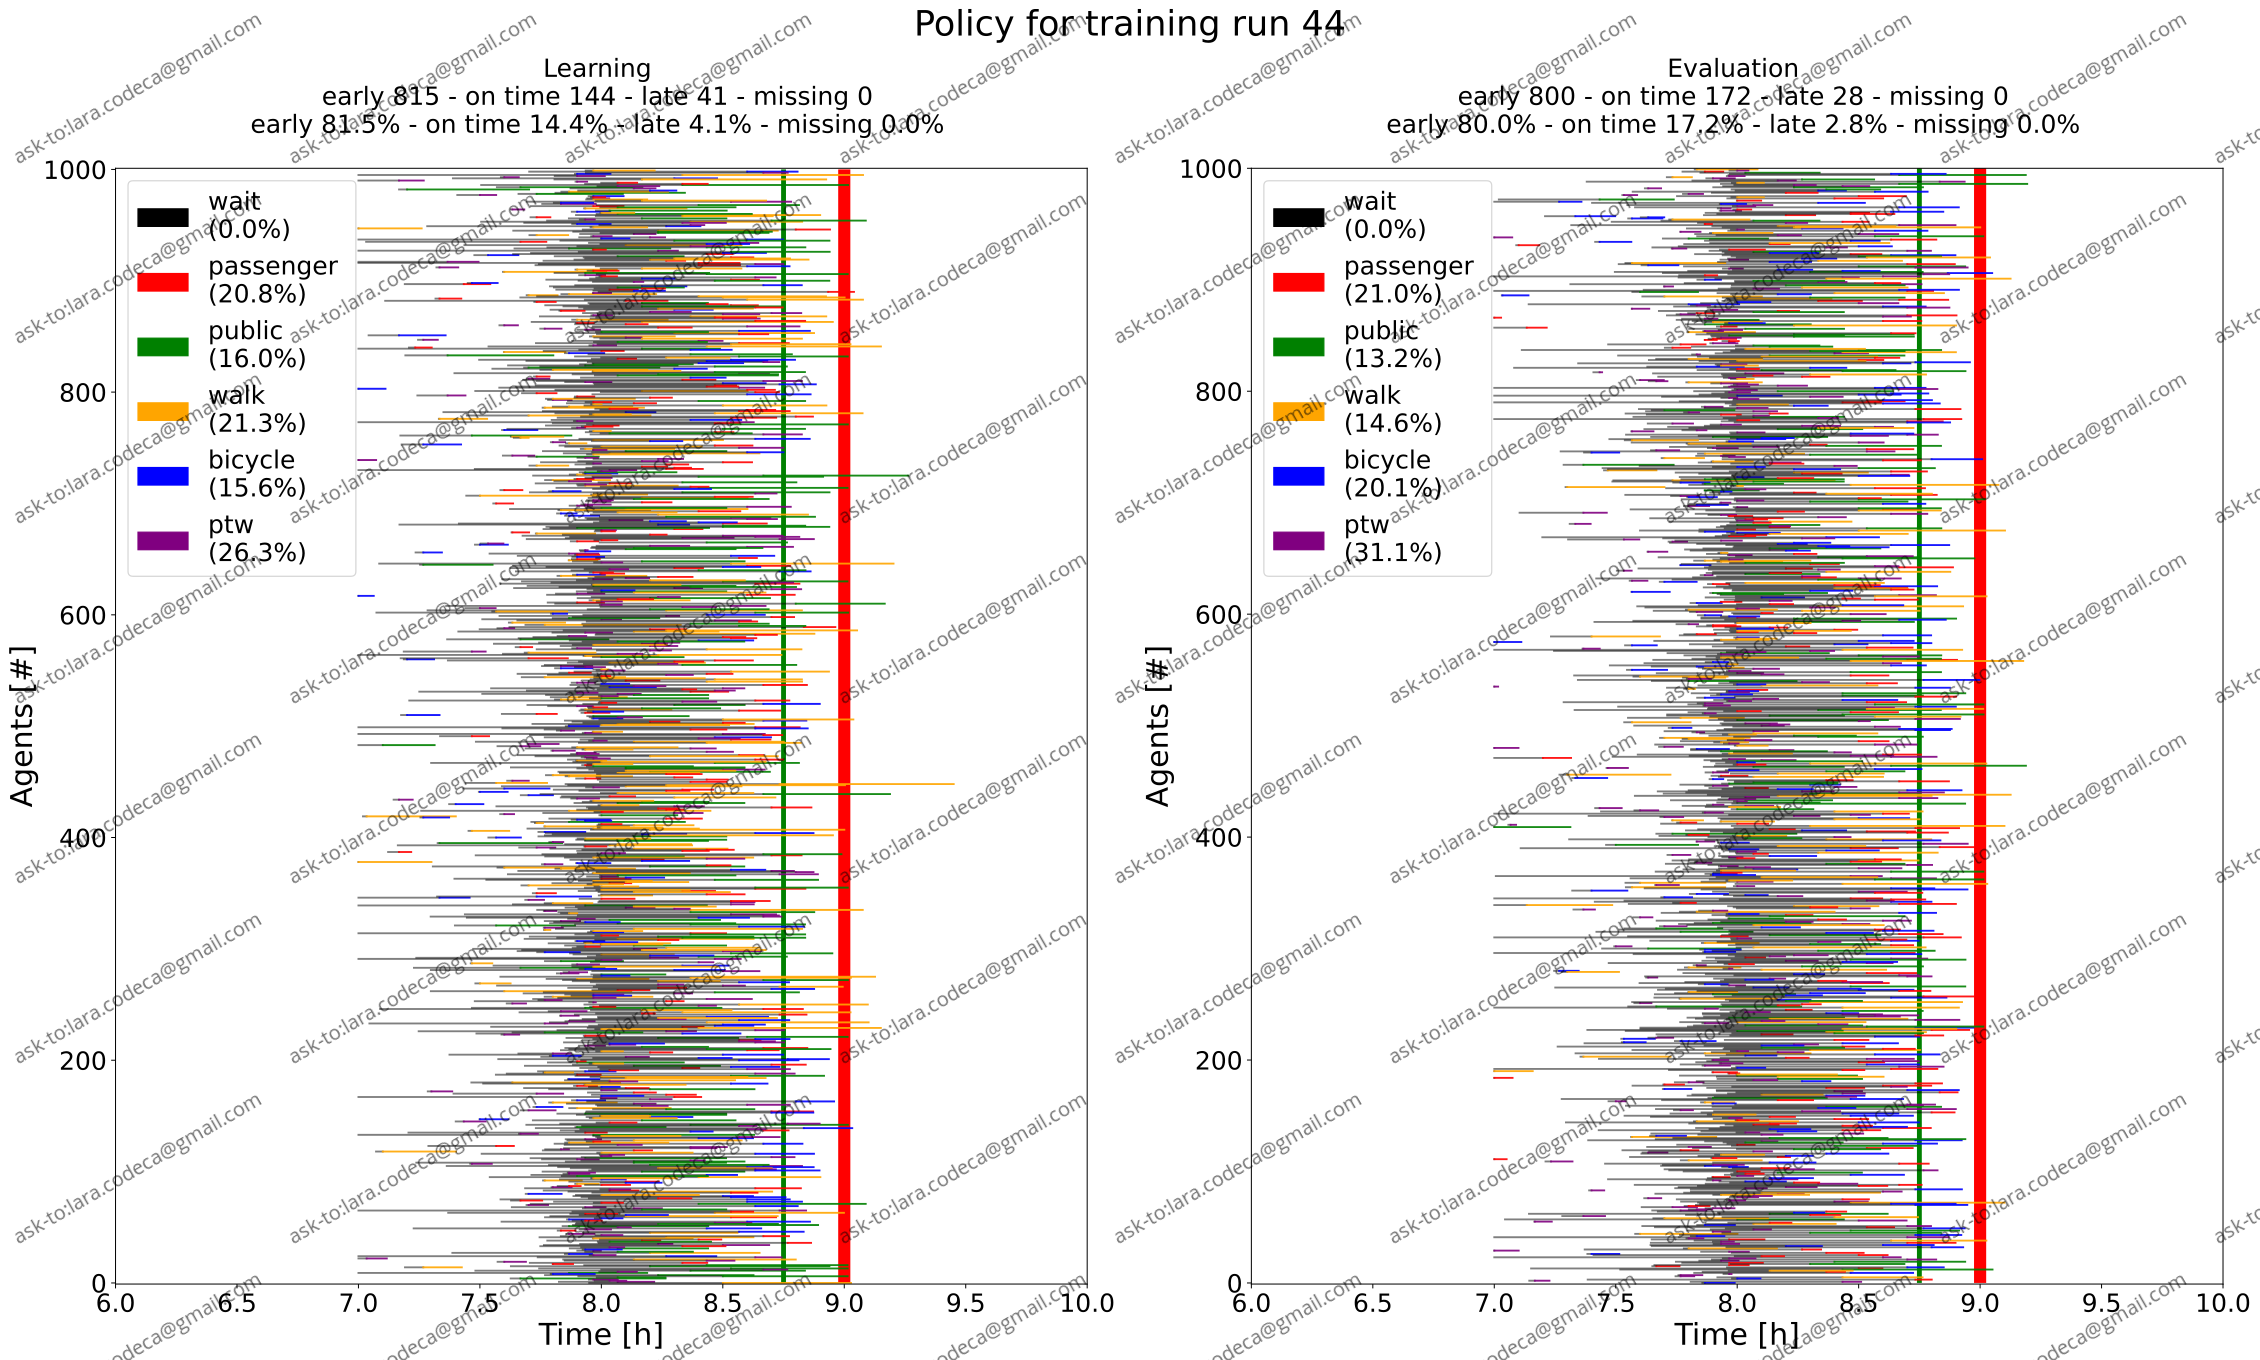 Policy for training run 44
Learning
early 815 - on time 144 - late 41 - missing 0
early 81.5% - on time 14.4% - late 4.1% - missing 0.0%
1000
800
600
400
200
0
Agents [#]
wait
(0.0%)
passenger
(20.8%)
public
(16.0%)
walk
(21.3%)
bicycle
(15.6%)
ptw
(26.3%)
6.0 6.5 7.0 7.5 8.0 8.5 9.0 9.5 10.0
Time [h]
Evaluation
early 800 - on time 172 - late 28 - missing 0
early 80.0% - on time 17.2% - late 2.8% - missing 0.0%
1000
800
600
400
200
0
Agents [#]
wait
(0.0%)
passenger
(21.0%)
public
(13.2%)
walk
(14.6%)
bicycle
(20.1%)
ptw
(31.1%)
6.0 6.5 7.0 7.5 8.0 8.5 9.0 9.5 10.0
Time [h]
ask-to:lara.codeca@gmail.com